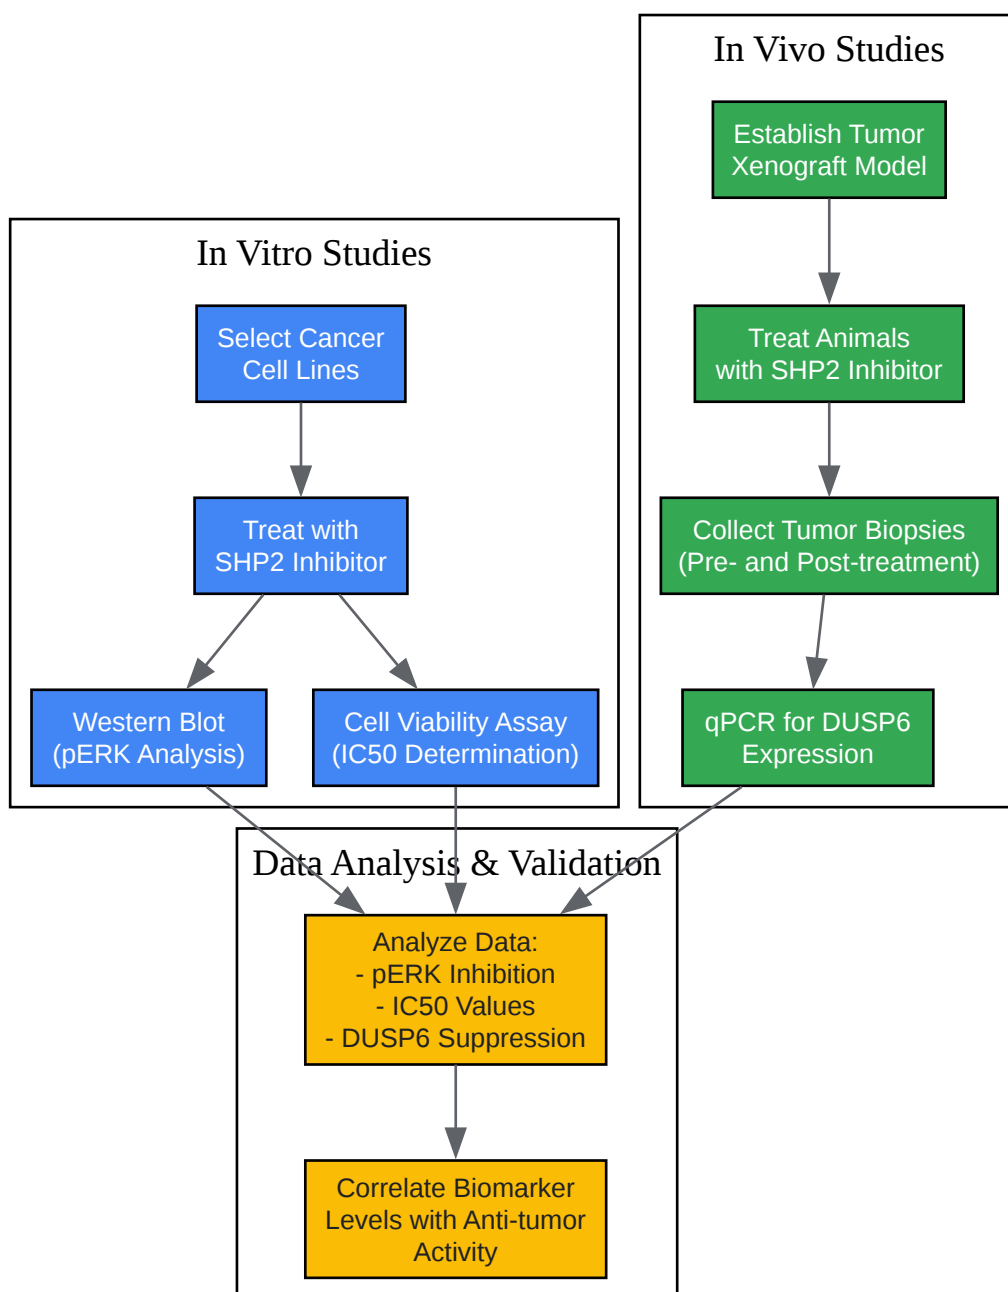 In Vivo Studies
Establish Tumor
Xenograft Model
Treat Animals
with SHP2 Inhibitor
Collect Tumor Biopsies
(Pre- and Post-treatment)
qPCR for DUSP6
Expression
In Vitro Studies
Select Cancer
Cell Lines
Treat with
SHP2 Inhibitor
Western Blot
(pERK Analysis)
Cell Viability Assay
(IC50 Determination)
Data Analysis & Validation
Analyze Data:
- pERK Inhibition
- IC50 Values
- DUSP6 Suppression
Correlate Biomarker
Levels with Anti-tumor
Activity